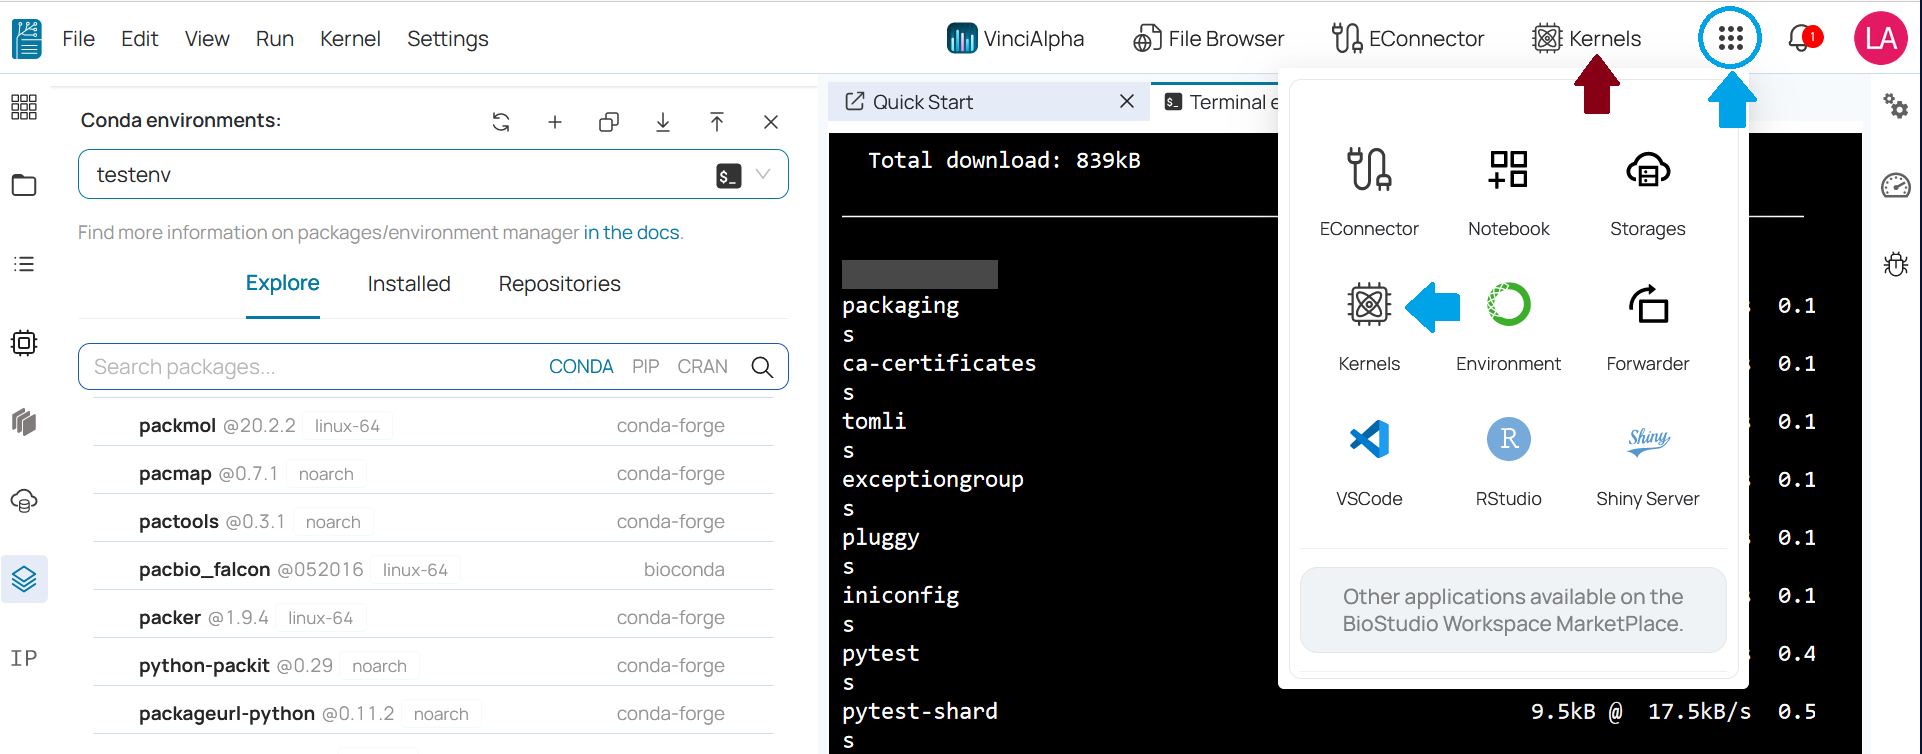 File Edit View Run Kernel Settings VinciAlpha File Browser EConnector Kernels 1 LA
Conda environments:
testenv $_
Find more information on packages/environment manager in the docs.
Explore Installed Repositories
Search packages... CONDA PIP CRAN
packmol @20.2.2 linux-64 conda-forge
pacmap @0.7.1 noarch conda-forge
pactools @0.3.1 noarch conda-forge
pacbio_falcon @052016 linux-64 bioconda
packer @1.9.4 linux-64 conda-forge
python-packit @0.29 noarch conda-forge
packageurl-python @0.11.2 noarch conda-forge
IP
Quick Start $_ Terminal e
Total download: 839kB
packaging 0.1
s
ca-certificates 0.1
s
tomli 0.1
s
exceptiongroup 0.1
s
pluggy 0.1
s
iniconfig 0.1
s
pytest 0.4
s
pytest-shard 9.5kB @ 17.5kB/s 0.5
s
EConnector Notebook Storages
Kernels Environment Forwarder
R Shiny
VSCode RStudio Shiny Server
Other applications available on the
BioStudio Workspace MarketPlace.